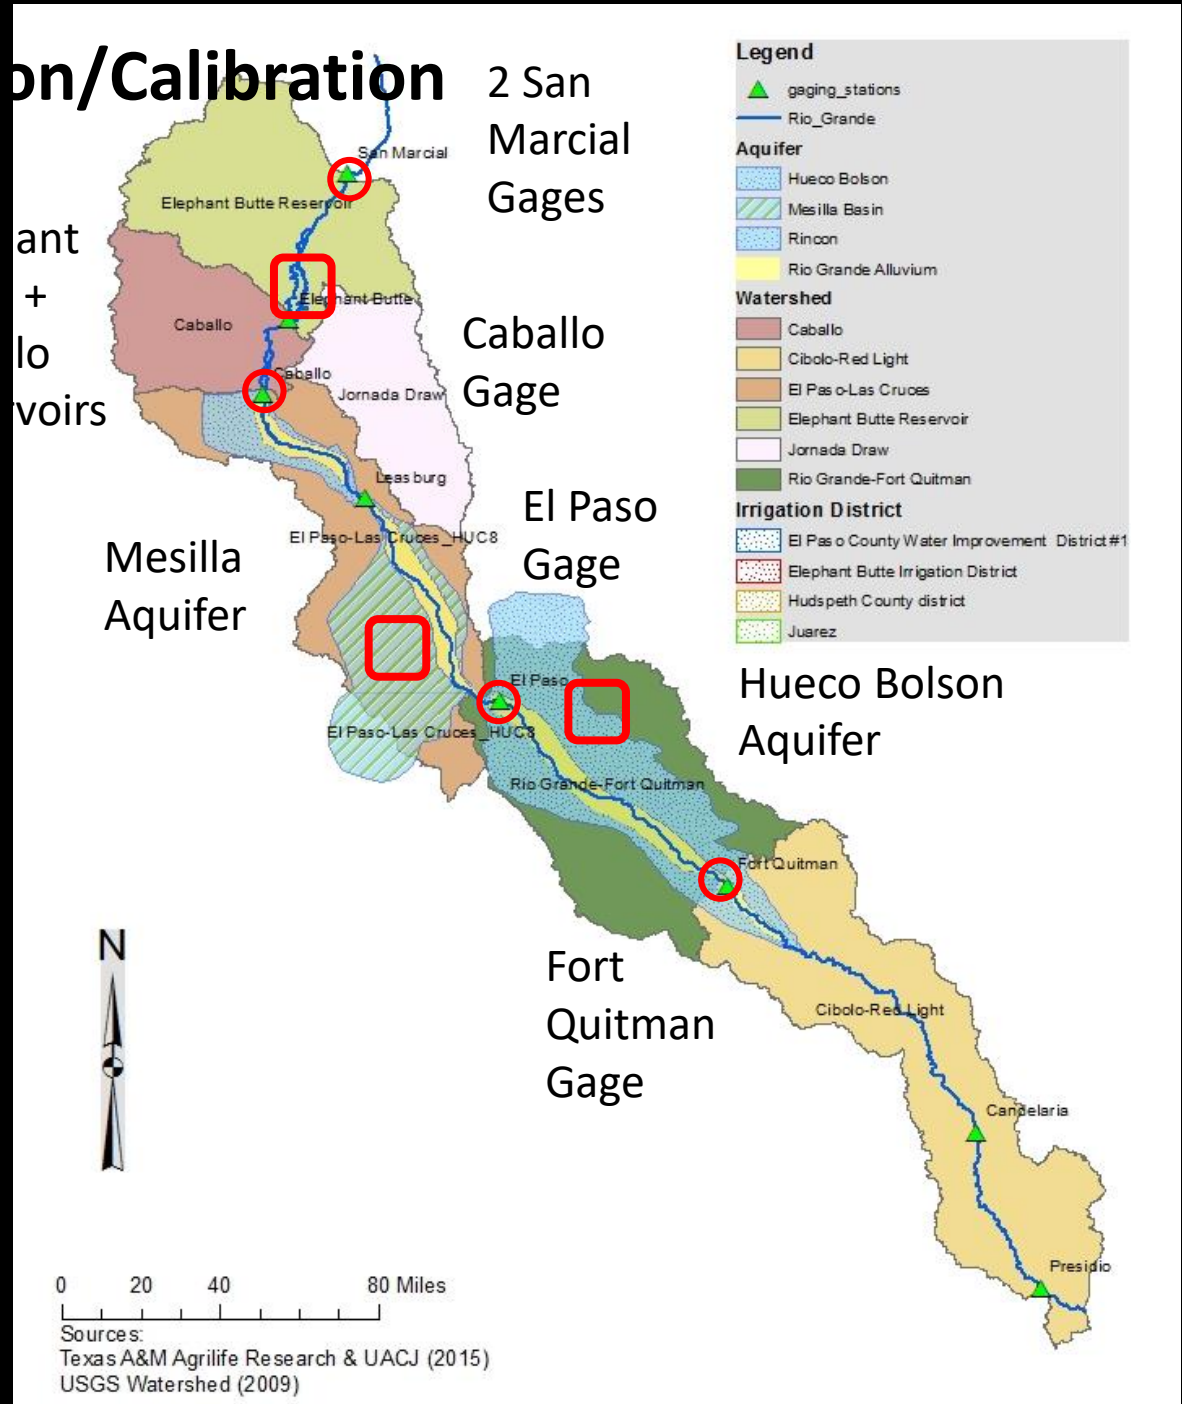 on/Calibration
2 San
Marcial
Gages
San Marcial
Elephant Butte Reservoir
ant
+
lo
rvoirs
Elephant Butte
Caballo
Caballo
Gage
Caballo
Jornada Draw
Leasburg
El Paso-Las Cruces_HUC8
El Paso
Gage
Mesilla
Aquifer
El Paso
El Paso-Las Cruces_HUC8
Hueco Bolson
Aquifer
Rio Grande-Fort Quitman
Fort Quitman
Fort
Quitman
Gage
Cibolo-Red Light
Candelaria
Presidio
N
0 20 40 80 Miles
Sources:
Texas A&M Agrilife Research & UACJ (2015)
USGS Watershed (2009)
Legend
gaging_stations
Rio_Grande
Aquifer
Hueco Bolson
Mesilla Basin
Rincon
Rio Grande Alluvium
Watershed
Caballo
Cibolo-Red Light
El Paso-Las Cruces
Elephant Butte Reservoir
Jornada Draw
Rio Grande-Fort Quitman
Irrigation District
El Paso County Water Improvement District#1
Elephant Butte Irrigation District
Hudspeth County district
Juarez